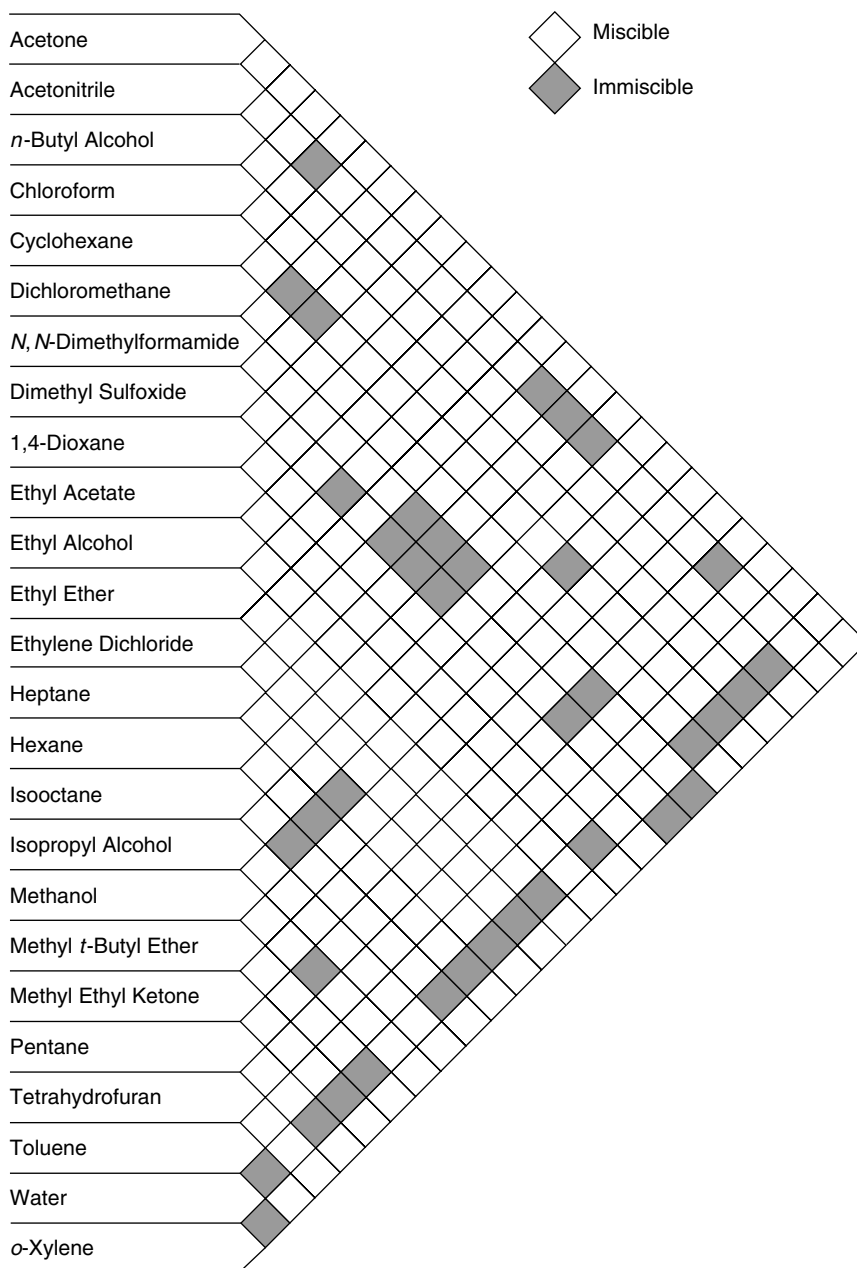 Acetone
Acetonitrile
n-Butyl Alcohol
Chloroform
Cyclohexane
Dichloromethane
N,N-Dimethylformamide
Dimethyl Sulfoxide
1,4-Dioxane
Ethyl Acetate
Ethyl Alcohol
Ethyl Ether
Ethylene Dichloride
Heptane
Hexane
Isooctane
Isopropyl Alcohol
Methanol
Methyl t-Butyl Ether
Methyl Ethyl Ketone
Pentane
Tetrahydrofuran
Toluene
Water
o-Xylene
Miscible
Immiscible